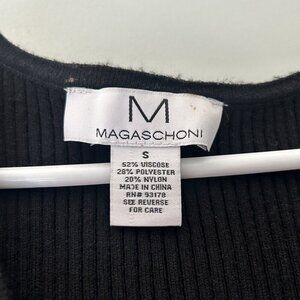 M
MAGASCHONI
S
52% VISCOSE
28% POLYESTER
20% NYLON
MADE IN CHINA
RN# 93178
SEE REVERSE
FOR CARE